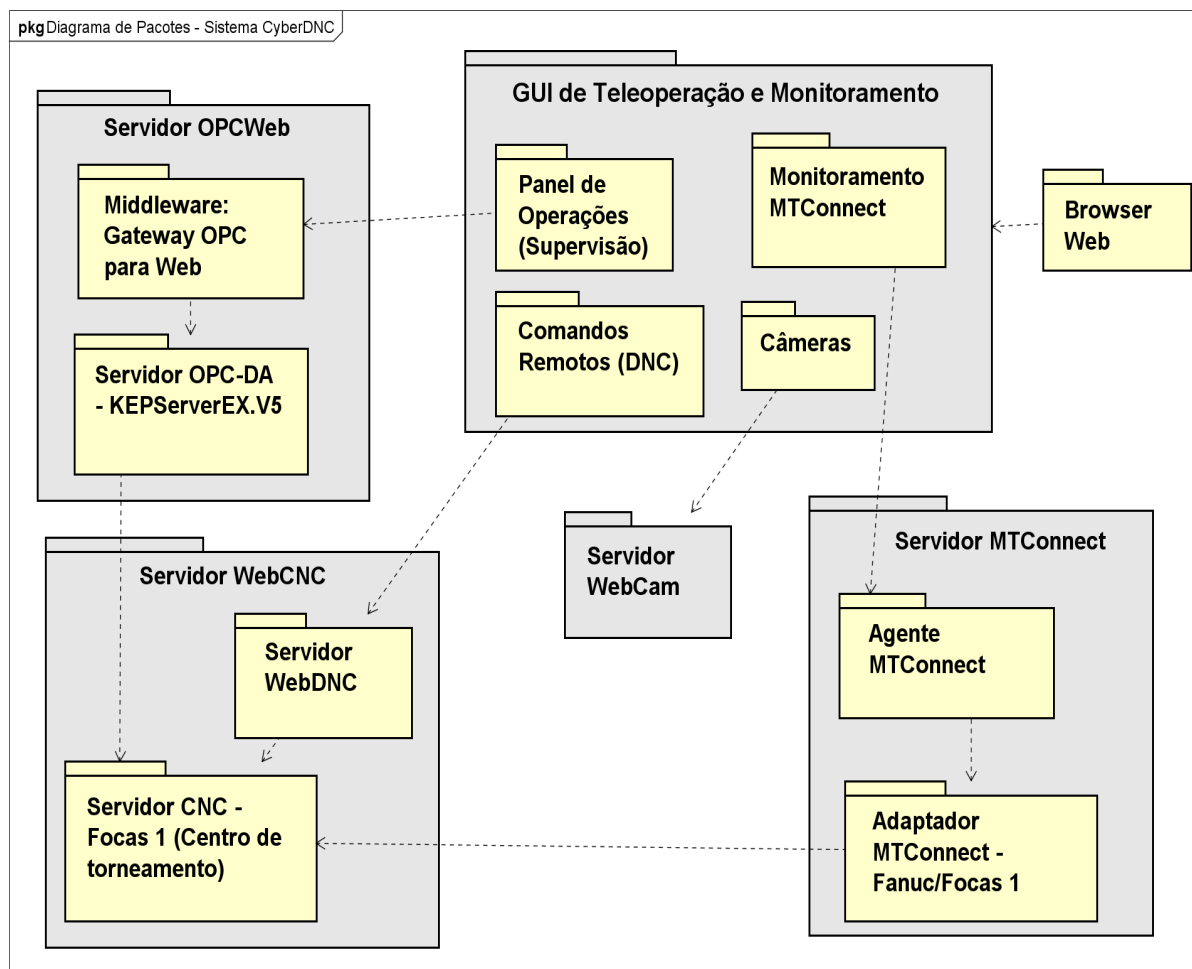 pkg Diagrama de Pacotes - Sistema CyberDNC
GUI de Teleoperação e Monitoramento
Servidor OPCWeb
Middleware:
Gateway OPC
para Web
Servidor OPC-DA
- KEPServerEX.V5
Panel de
Operações
(Supervisão)
Monitoramento
MTConnect
Browser
Web
Comandos
Remotos (DNC)
Câmeras
Servidor WebCNC
Servidor
WebDNC
Servidor CNC -
Focas 1 (Centro de
torneamento)
Servidor
WebCam
Servidor MTConnect
Agente
MTConnect
Adaptador
MTConnect -
Fanuc/Focas 1